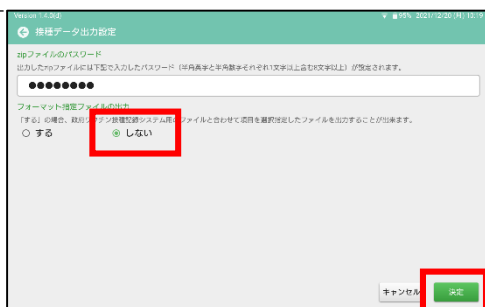 Version 1.4.0(d) 95% 2021/12/20(月) 13:19
接種データ出力設定
zipファイルのパスワード
出力したzipファイルには下記で入力したパスワード（半角英字と半角数字それぞれ1文字以上含む8文字以上）が設定されます。
●●●●●●●●
フォーマット指定ファイルの出力
「する」の場合、政府ワクチン接種記録システム用のファイルと合わせて項目を選択指定したファイルを出力することが出来ます。
する しない
キャンセル 決定